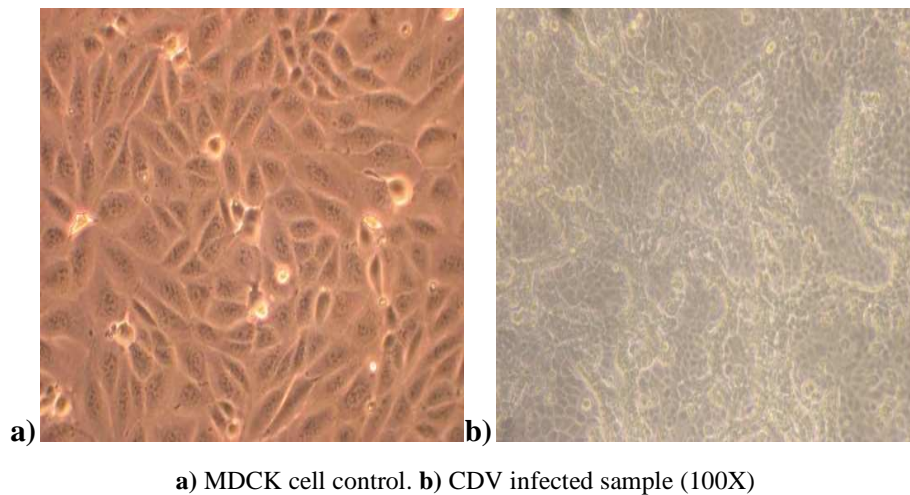 a) b)
a) MDCK cell control. b) CDV infected sample (100X)